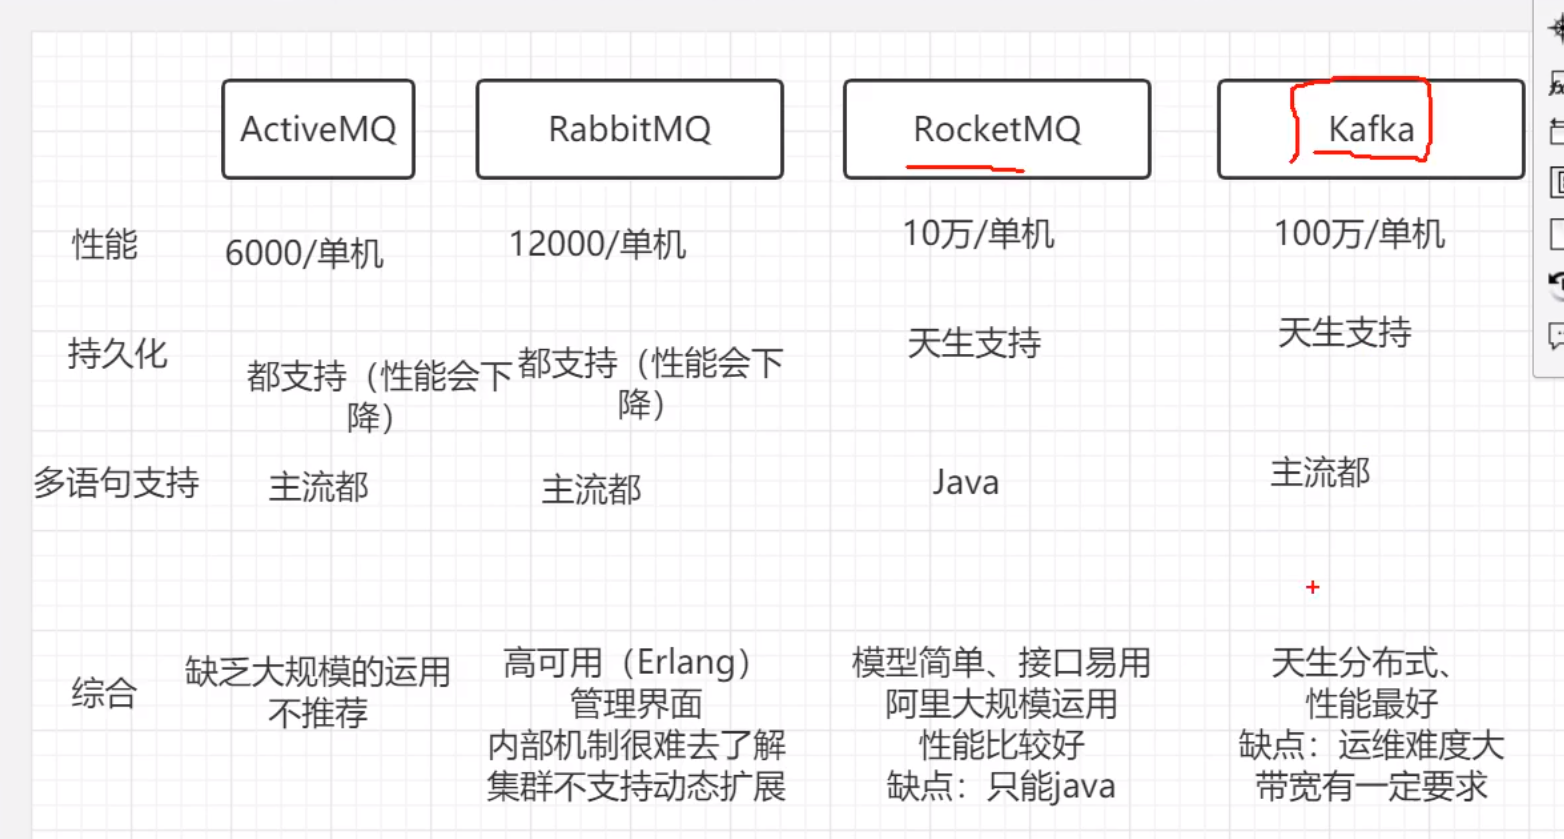 ActiveMQ
RabbitMQ
RocketMQ
Kafka
性能
6000/单机
12000/单机
10万/单机
100万/单机
持久化
都支持（性能会下
降）
都支持（性能会下
降）
天生支持
天生支持
多语句支持
主流都
主流都
Java
主流都
综合
缺乏大规模的运用
不推荐
高可用（Erlang）
管理界面
内部机制很难去了解
集群不支持动态扩展
模型简单、接口易用
阿里大规模运用
性能比较好
缺点：只能java
天生分布式、
性能最好
缺点：运维难度大
带宽有一定要求